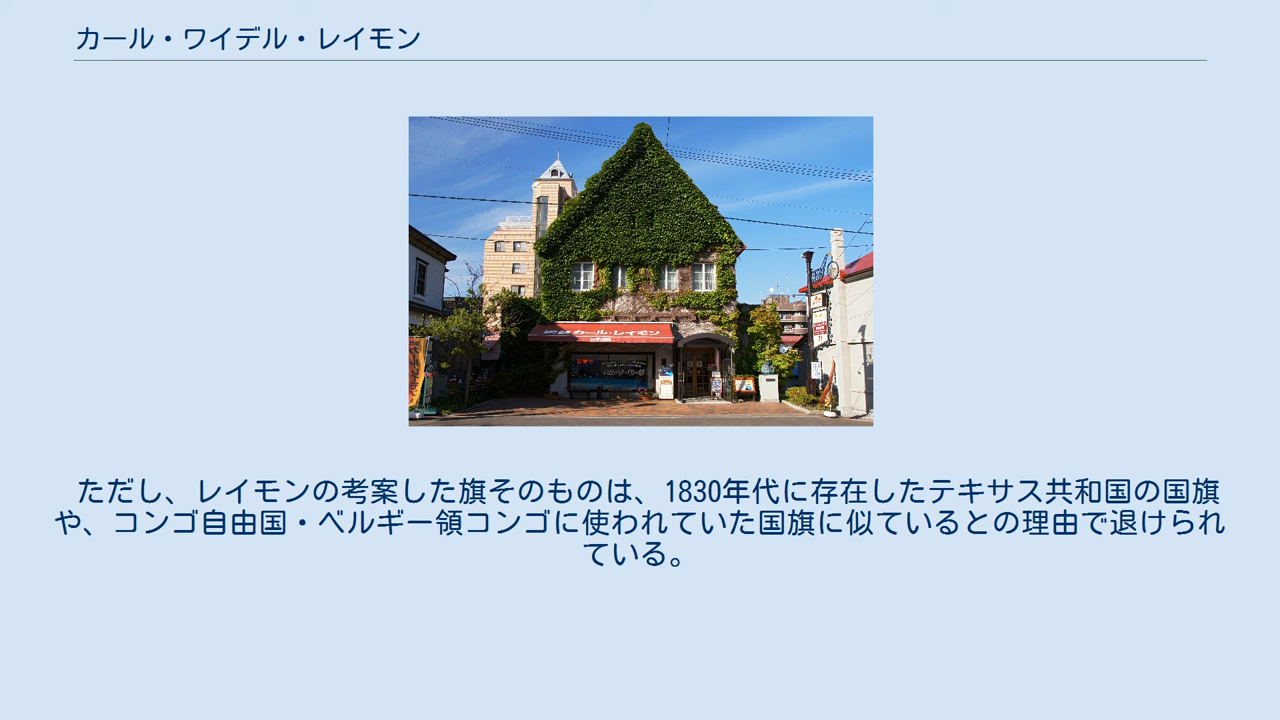 カール・ワイデル・レイモン
カール・レイモン
ただし、レイモンの考案した旗そのものは、1830年代に存在したテキサス共和国の国旗
や、コンゴ自由国・ベルギー領コンゴに使われていた国旗に似ているとの理由で退けられ
ている。